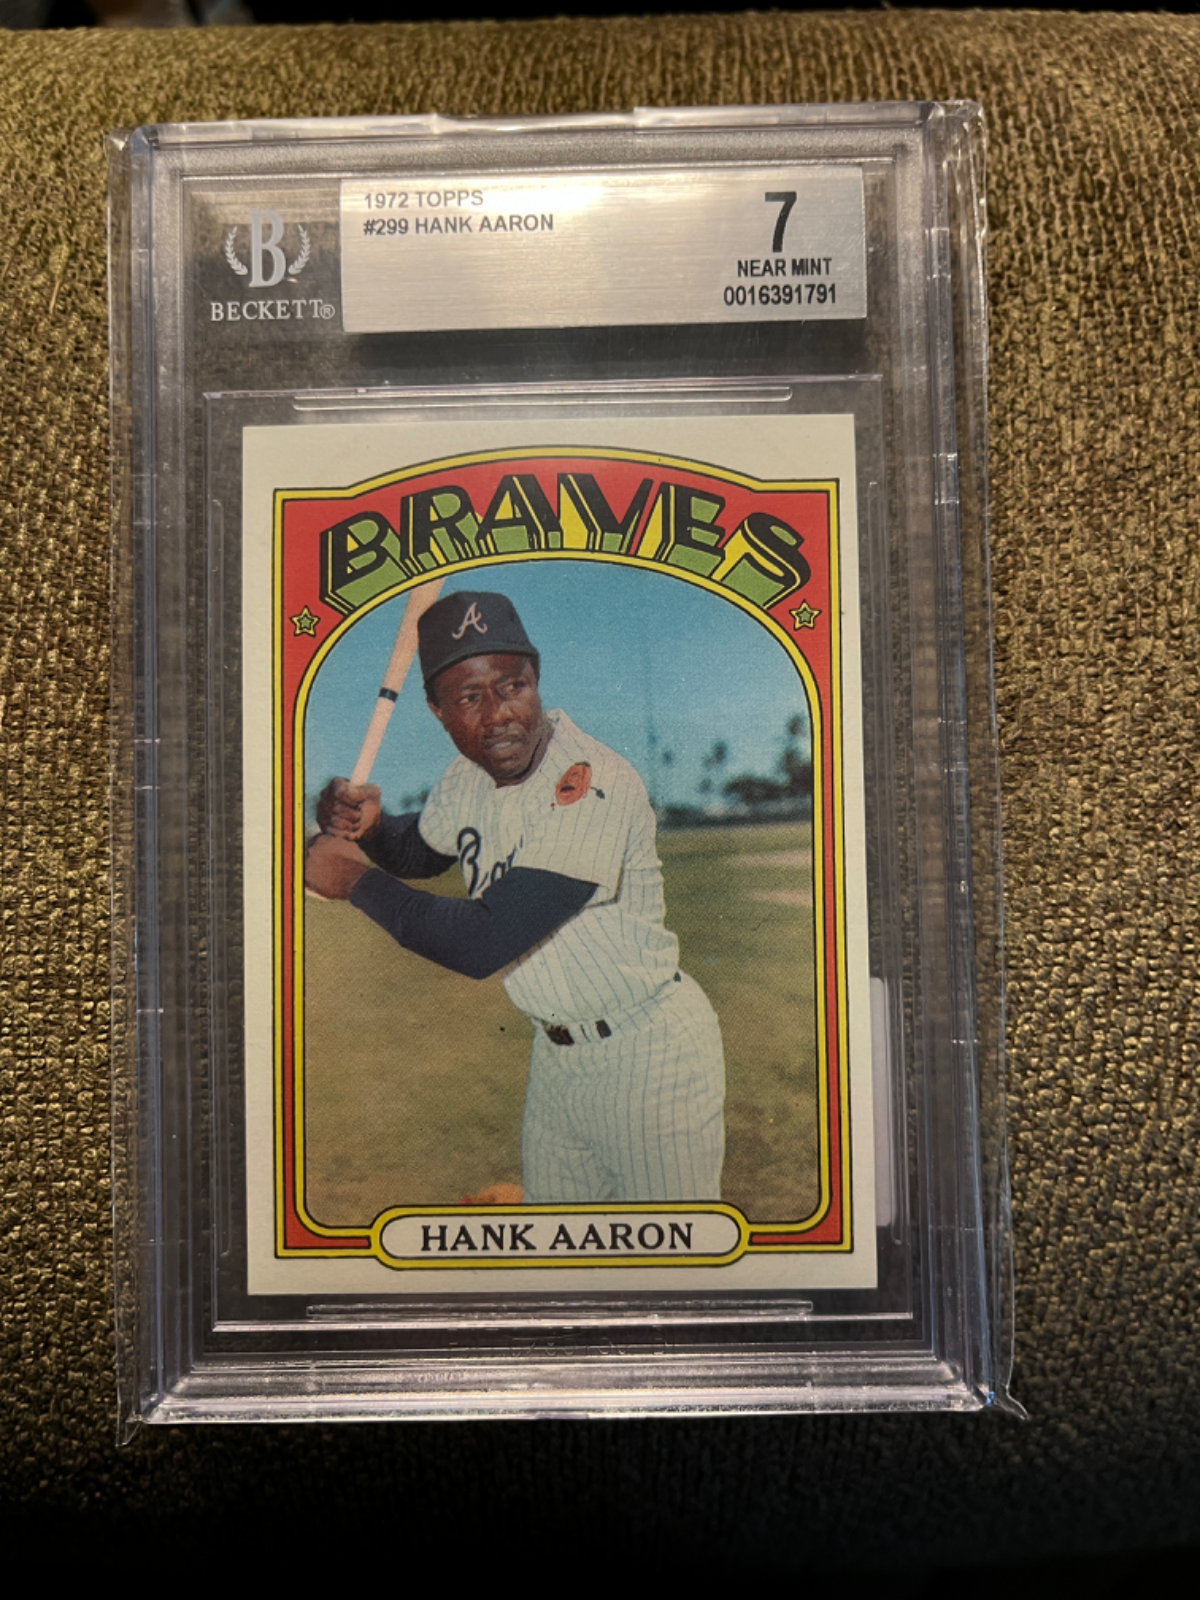 1972 TOPPS
#299 HANK AARON
7
NEAR MINT
0016391791
B
BECKETT®
BRAVES
A
HANK AARON